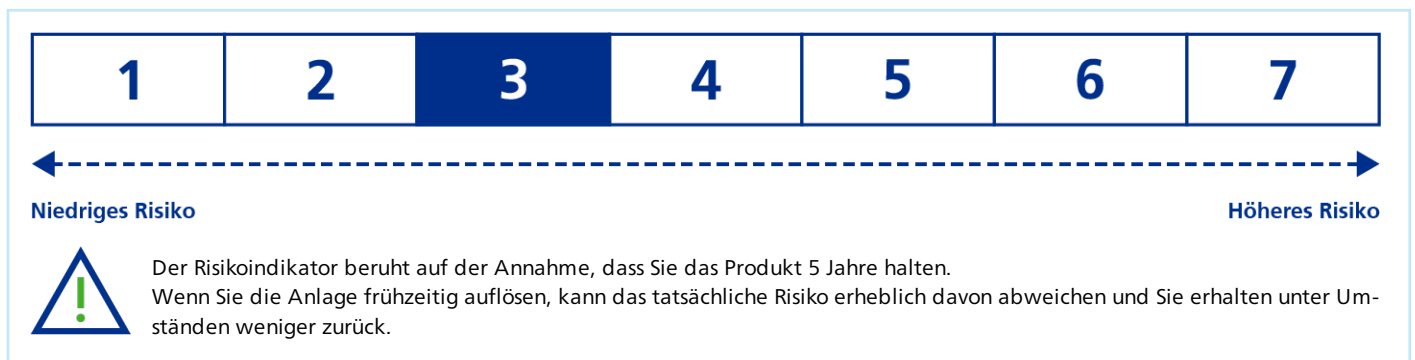 1 2 3 4 5 6 7
Niedriges Risiko Höheres Risiko
Der Risikoindikator beruht auf der Annahme, dass Sie das Produkt 5 Jahre halten.
Wenn Sie die Anlage frühzeitig auflösen, kann das tatsächliche Risiko erheblich davon abweichen und Sie erhalten unter Um-
ständen weniger zurück.